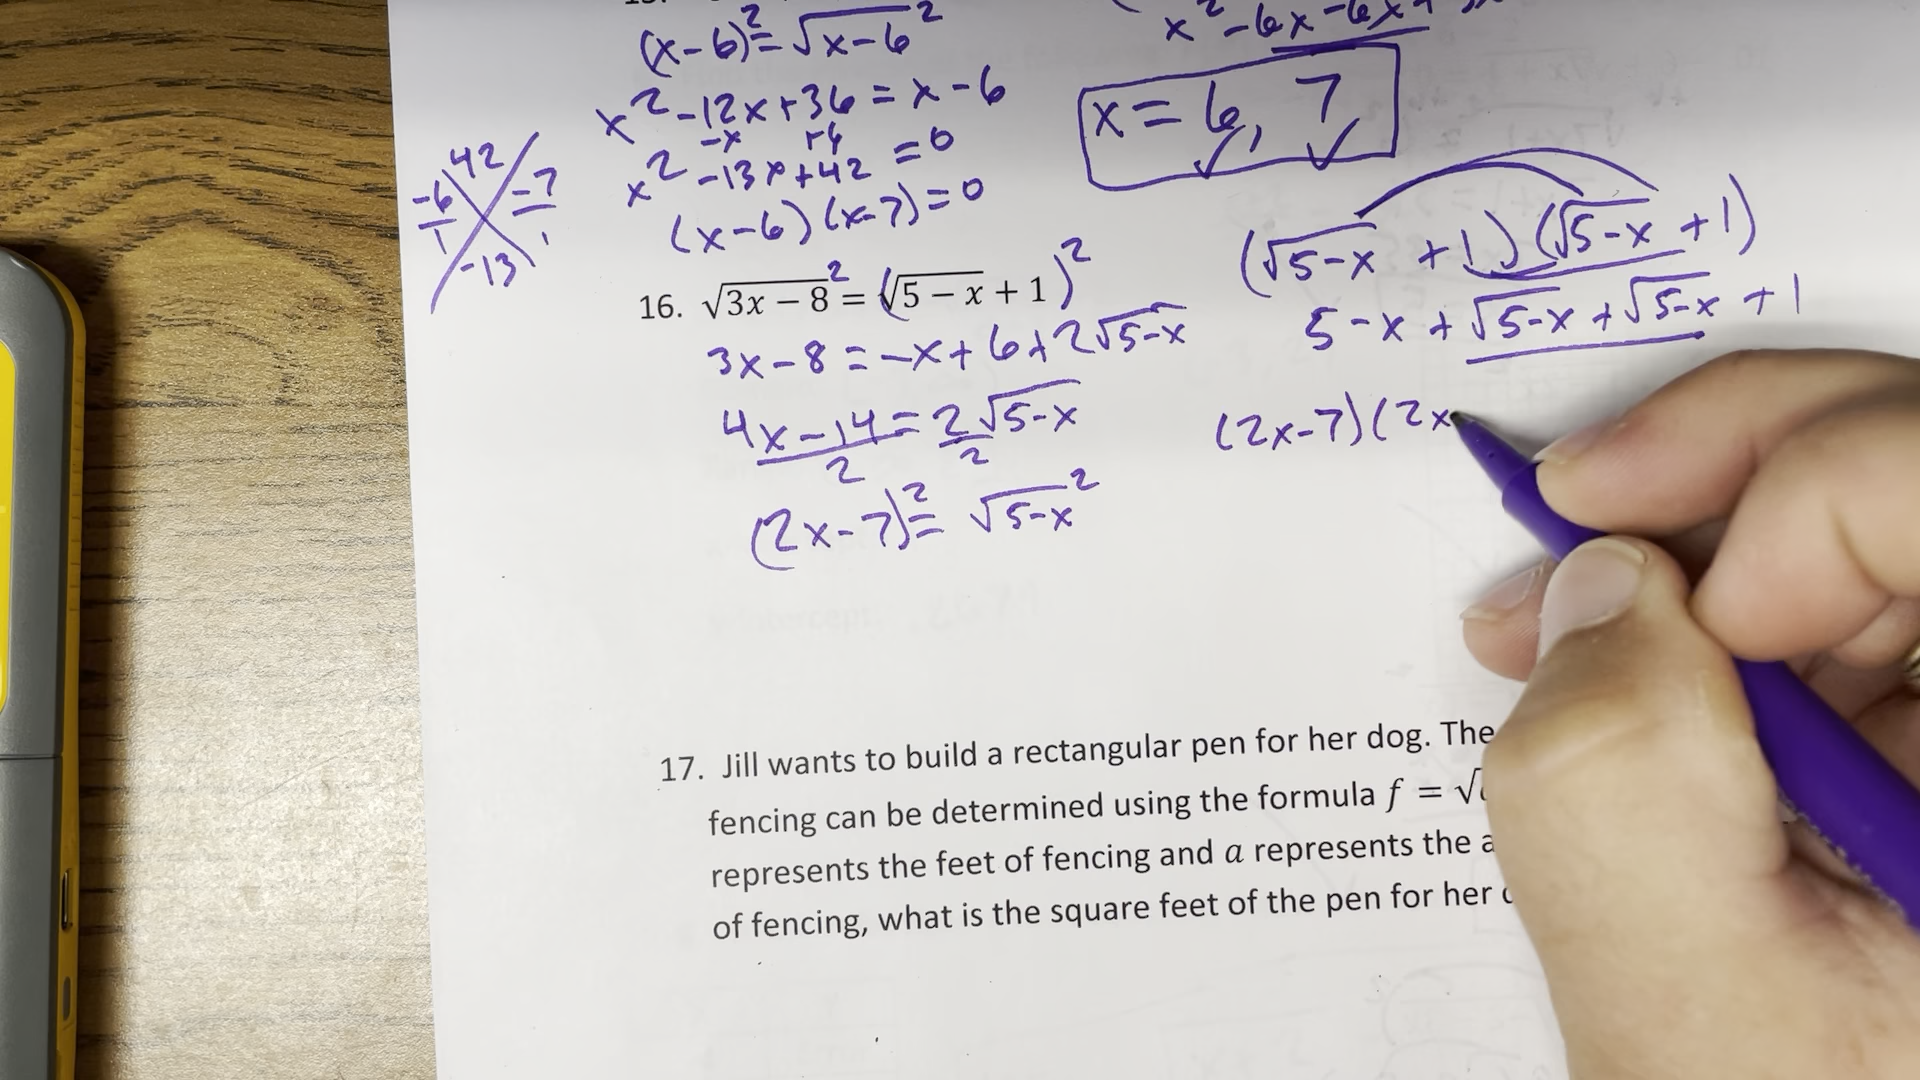 (x-6)²=√x-6²
x²-12x+36=x-6
-x +6
x²-13x+42=0
(x-6)(x-7)=0
42
-6 -7
1 1
-13
x²-6x-6x+
x=6,7
16. √3x − 8²=(√5 − x + 1)²
3x-8=-x+6+2√5-x
4x-14=2√5-x
2 2
(2x-7)²=√5-x²
(√5-x +1)(√5-x +1)
5-x+√5-x+√5-x+1
(2x-7)(2x
17. Jill wants to build a rectangular pen for her dog. The
fencing can be determined using the formula f = √
represents the feet of fencing and a represents the
of fencing, what is the square feet of the pen for her